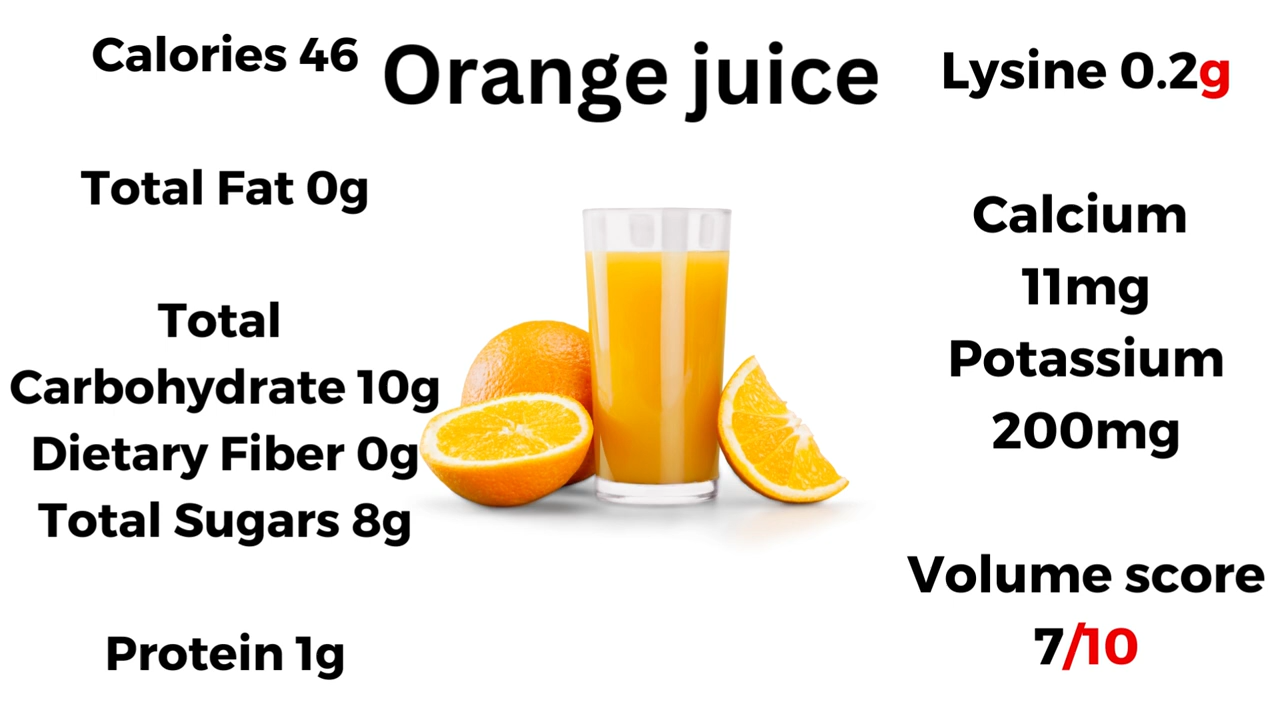 Orange juice
Calories 46
Total Fat 0g
Total
Carbohydrate 10g
Dietary Fiber 0g
Total Sugars 8g
Protein 1g
Lysine 0.2g
Calcium
11mg
Potassium
200mg
Volume score
7/10